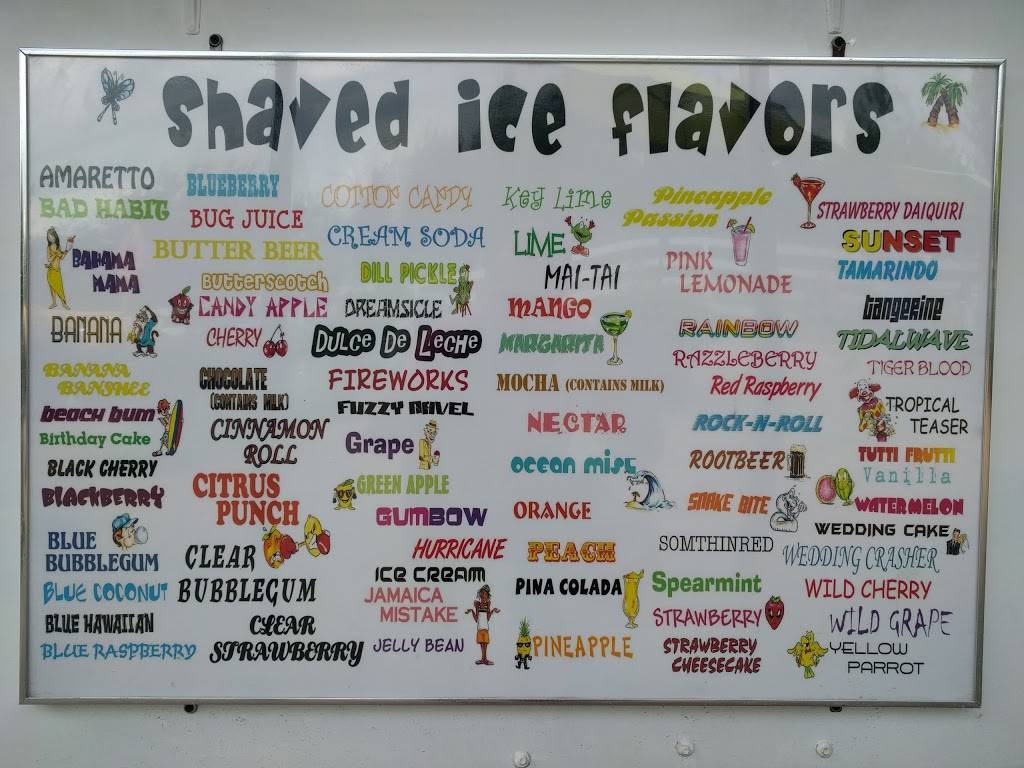 Shaved ice flavors
AMARETTO
BAD HABIT
BAHAMA
MAMA
BANANA
BANANA
BANSHEE
beach bum
Birthday Cake
BLACK CHERRY
BLACKBERRY
BLUE
BUBBLEGUM
BLUE COCONUT
BLUE HAWAIIAN
BLUE RASPBERRY
BLUEBERRY
BUG JUICE
BUTTER BEER
Butterscotch
CANDY APPLE
CHERRY
CHOCOLATE
(CONTAINS MILK)
CINNAMON
ROLL
CITRUS
PUNCH
CLEAR
BUBBLEGUM
CLEAR
STRAWBERRY
COTTON CANDY
CREAM SODA
DILL PICKLE
DREAMSICLE
DULCE DE LECHE
FIREWORKS
FUZZY NAVEL
Grape
GREEN APPLE
GUMBOW
HURRICANE
ICE CREAM
JAMAICA
MISTAKE
JELLY BEAN
Key Lime
LIME
MAI-TAI
MANGO
MARGARITA
MOCHA (CONTAINS MILK)
NECTAR
ocean mist
ORANGE
PEACH
PINA COLADA
PINEAPPLE
Pineapple
Passion
PINK
LEMONADE
RAINBOW
RAZZLEBERRY
Red Raspberry
ROCK-N-ROLL
ROOTBEER
SNAKE BITE
SOMTHINRED
Spearmint
STRAWBERRY
STRAWBERRY
CHEESECAKE
STRAWBERRY DAIQUIRI
SUNSET
TAMARINDO
tangerine
TIDALWAVE
TIGER BLOOD
TROPICAL
TEASER
TUTTI FRUTTI
Vanilla
WATERMELON
WEDDING CAKE
WEDDING CRASHER
WILD CHERRY
WILD GRAPE
YELLOW
PARROT